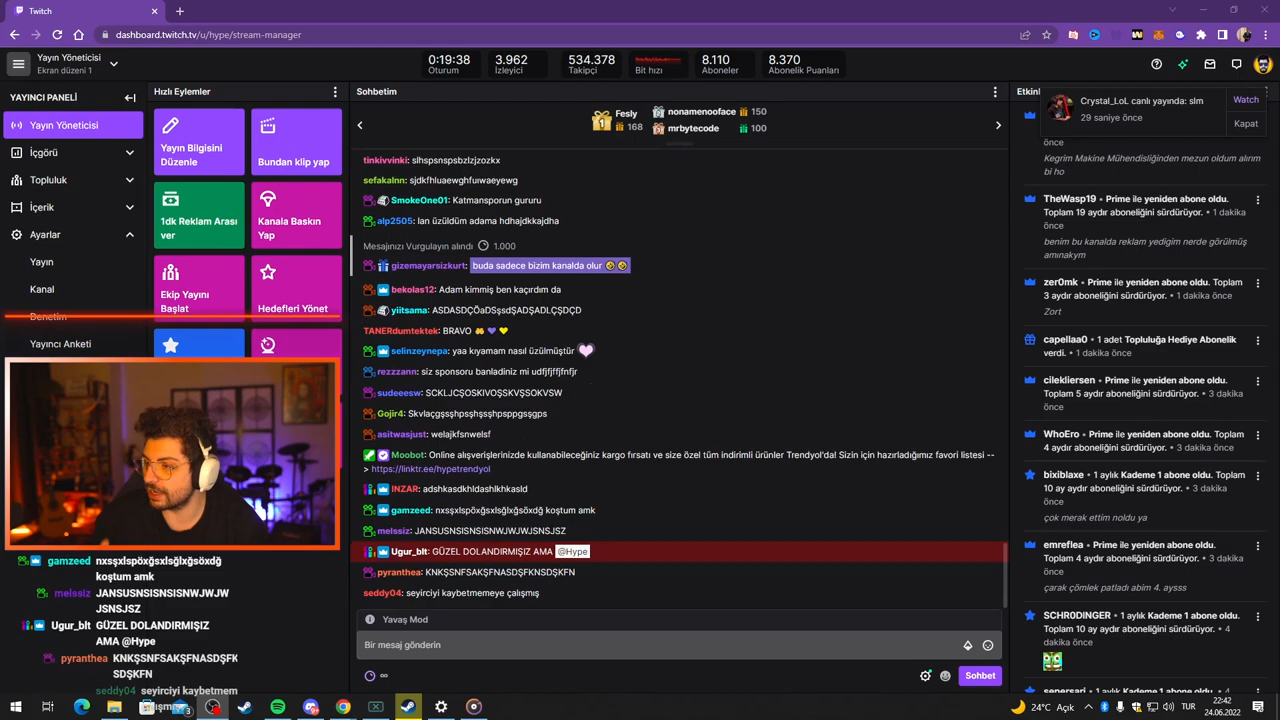 Twitch
dashboard.twitch.tv/u/hype/stream-manager
Yayın Yöneticisi
Ekran düzeni 1
0:19:38
Oturum
3.962
İzleyici
534.378
Takipçi
Bit hızı
8.110
Aboneler
8.370
Abonelik Puanları
YAYINCI PANELİ
Yayın Yöneticisi
İçgörü
Topluluk
İçerik
Ayarlar
Yayın
Kanal
Denetim
Yayıncı Anketi
Hızlı Eylemler
Yayın Bilgisini
Düzenle
Bundan klip yap
1dk Reklam Arası
ver
Kanala Baskın
Yap
Ekip Yayını
Başlat
Hedefleri Yönet
gamzeed nxsşxlspöxğsxlsğlxğsöxdğ
koştum amk
melssiz JANSUSNSISNSISNWJWJW
JSNSJSZ
Ugur_blt GÜZEL DOLANDIRMIŞIZ
AMA @Hype
pyranthea KNKŞSNFSAKŞFNASDŞFK
SDŞKFN
seddy04 seyirciyi kaybetmem
Sohbetim
Fesly
168
nonamenooface 150
mrbytecode 100
tinkivvinki: slhspsnspsbzlzjzozkx
sefakalnn: sjdkfhluaewghfuıwaeyewg
SmokeOne01: Katmansporun gururu
alp2505: lan üzüldüm adama hdhajdkkajdha
Mesajınızı Vurgulayın alındı 1.000
gizemayarsizkurt: buda sadece bizim kanalda olur 🤣🤣
bekolas12: Adam kimmiş ben kaçırdım da
yiitsama: ASDASDÇÖaDSşsdŞADŞADLÇŞDÇD
TANERdumtektek: BRAVO 🤲 💜 💛
selinzeynepa: yaa kıyamam nasıl üzülmüştür
rezzzann: siz sponsoru banladiniz mi udfjfjffjfnfjr
sudeeesw: SCKLJCŞOSKIVOŞSKVŞSOKVSW
Gojir4: Skvlaçgşsşhpsşhşsşhpsppgsşgps
asitwasjust: welajkfsnwelsf
Moobot: Online alışverişlerinizde kullanabileceğiniz kargo fırsatı ve size özel tüm indirimli ürünler Trendyol'da! Sizin için hazırladığımız favori listesi --
> https://linktr.ee/hypetrendyol
INZAR: adshkasdkhldashlkhkasld
gamzeed: nxsşxlspöxğsxlsğlxğsöxdğ koştum amk
melssiz: JANSUSNSISNSISNWJWJWJSNSJSZ
Ugur_blt: GÜZEL DOLANDIRMIŞIZ AMA @Hype
pyranthea: KNKŞSNFSAKŞFNASDŞFKNSDŞKFN
seddy04: seyirciyi kaybetmemeye çalışmış
Yavaş Mod
Bir mesaj gönderin
Sohbet
Etkin
Crystal_LoL canlı yayında: slm
29 saniye önce
Watch
Kapat
önce
Kegrim Makine Mühendisliğinden mezun oldum alırım
bi ho
TheWasp19 • Prime ile yeniden abone oldu.
Toplam 19 aydır aboneliğini sürdürüyor. • 1 dakika
önce
benim bu kanalda reklam yedigim nerde görülmüş
amınakym
zer0mk • Prime ile yeniden abone oldu. Toplam
3 aydır aboneliğini sürdürüyor. • 1 dakika önce
Zort
capellaa0 • 1 adet Topluluğa Hediye Abonelik
verdi. • 1 dakika önce
cilekliersen • Prime ile yeniden abone oldu.
Toplam 5 aydır aboneliğini sürdürüyor. • 3 dakika
önce
WhoEro • Prime ile yeniden abone oldu. Toplam
4 aydır aboneliğini sürdürüyor. • 3 dakika önce
bixiblaxe • 1 aylık Kademe 1 abone oldu. Toplam
10 ay aydır aboneliğini sürdürüyor. • 3 dakika
önce
çok merak ettim noldu ya
emreflea • Prime ile yeniden abone oldu. Toplam
4 aydır aboneliğini sürdürüyor. • 3 dakika önce
çarak çömlek patladı abim 4. aysss
SCHR0DINGER • 1 aylık Kademe 1 abone oldu.
Toplam 10 ay aydır aboneliğini sürdürüyor. • 4
dakika önce
sepersari • 1 aylık Kademe 1 abone oldu.
24°C Açık
TUR
22:42
24.06.2022